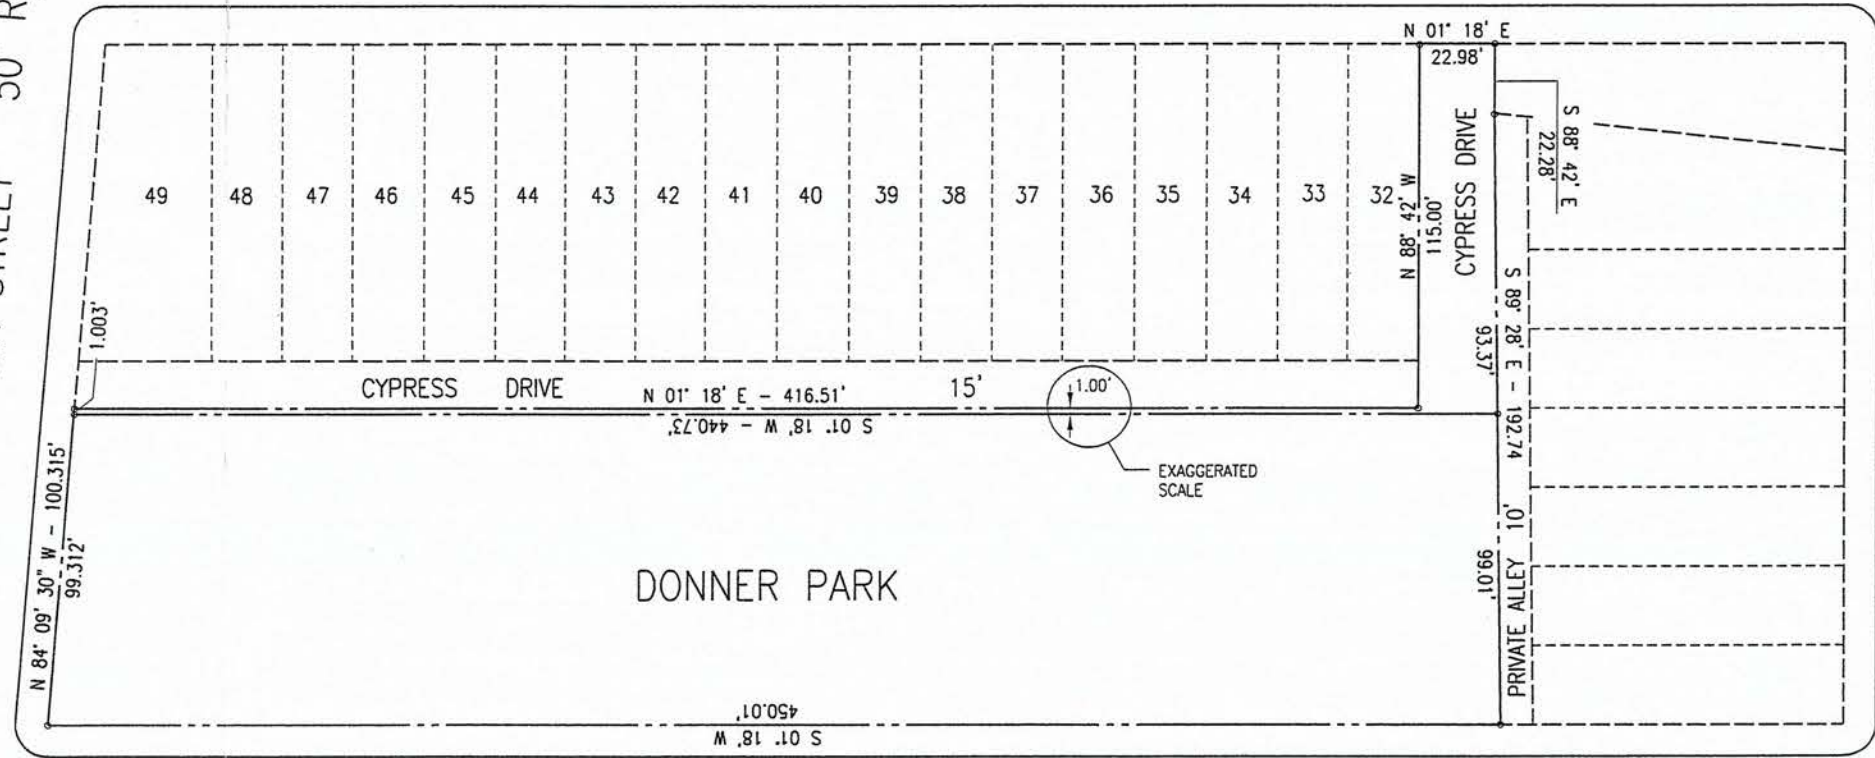 N 01° 18' E
22.98'
CYPRESS DRIVE
S 88° 42' E
22.28'
49 48 47 46 45 44 43 42 41 40 39 38 37 36 35 34 33 32
N 88° 42' W
115.00'
S 89° 28' E - 192.74
93.37'
1.003'
CYPRESS DRIVE
N 01° 18' E - 416.51'
15'
1.00'
S 01° 18' W - 440.73'
EXAGGERATED
SCALE
N 84° 09' 30" W - 100.315'
99.312'
DONNER PARK
99.01'
PRIVATE ALLEY 10'
450.01'
S 01° 18' W